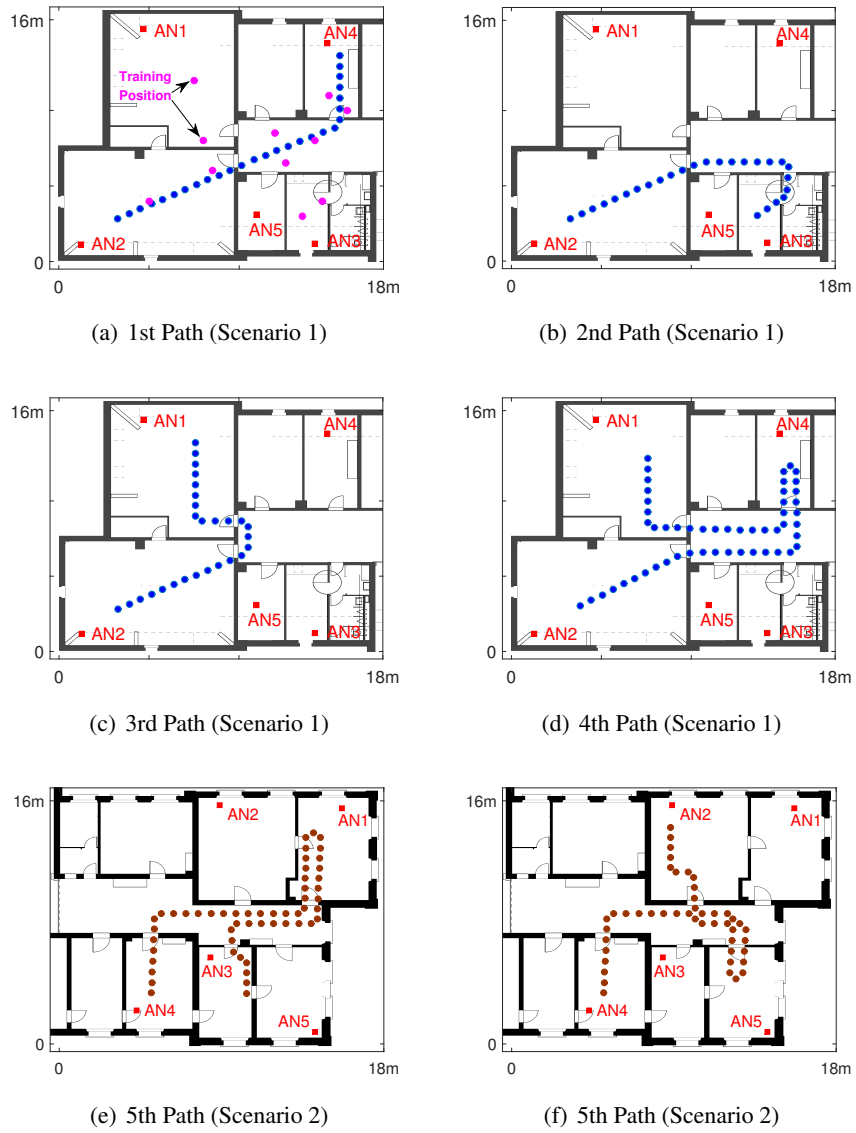 16m
AN1
AN4
Training
Position
AN2
AN5
AN3
0
0
18m
(a) 1st Path (Scenario 1)
16m
AN1
AN4
AN2
AN5
AN3
0
0
18m
(b) 2nd Path (Scenario 1)
16m
AN1
AN4
AN2
AN5
AN3
0
0
18m
(c) 3rd Path (Scenario 1)
16m
AN1
AN4
AN2
AN5
AN3
0
0
18m
(d) 4th Path (Scenario 1)
16m
AN2
AN1
AN3
AN4
AN5
0
0
18m
(e) 5th Path (Scenario 2)
16m
AN2
AN1
AN3
AN4
AN5
0
0
18m
(f) 5th Path (Scenario 2)